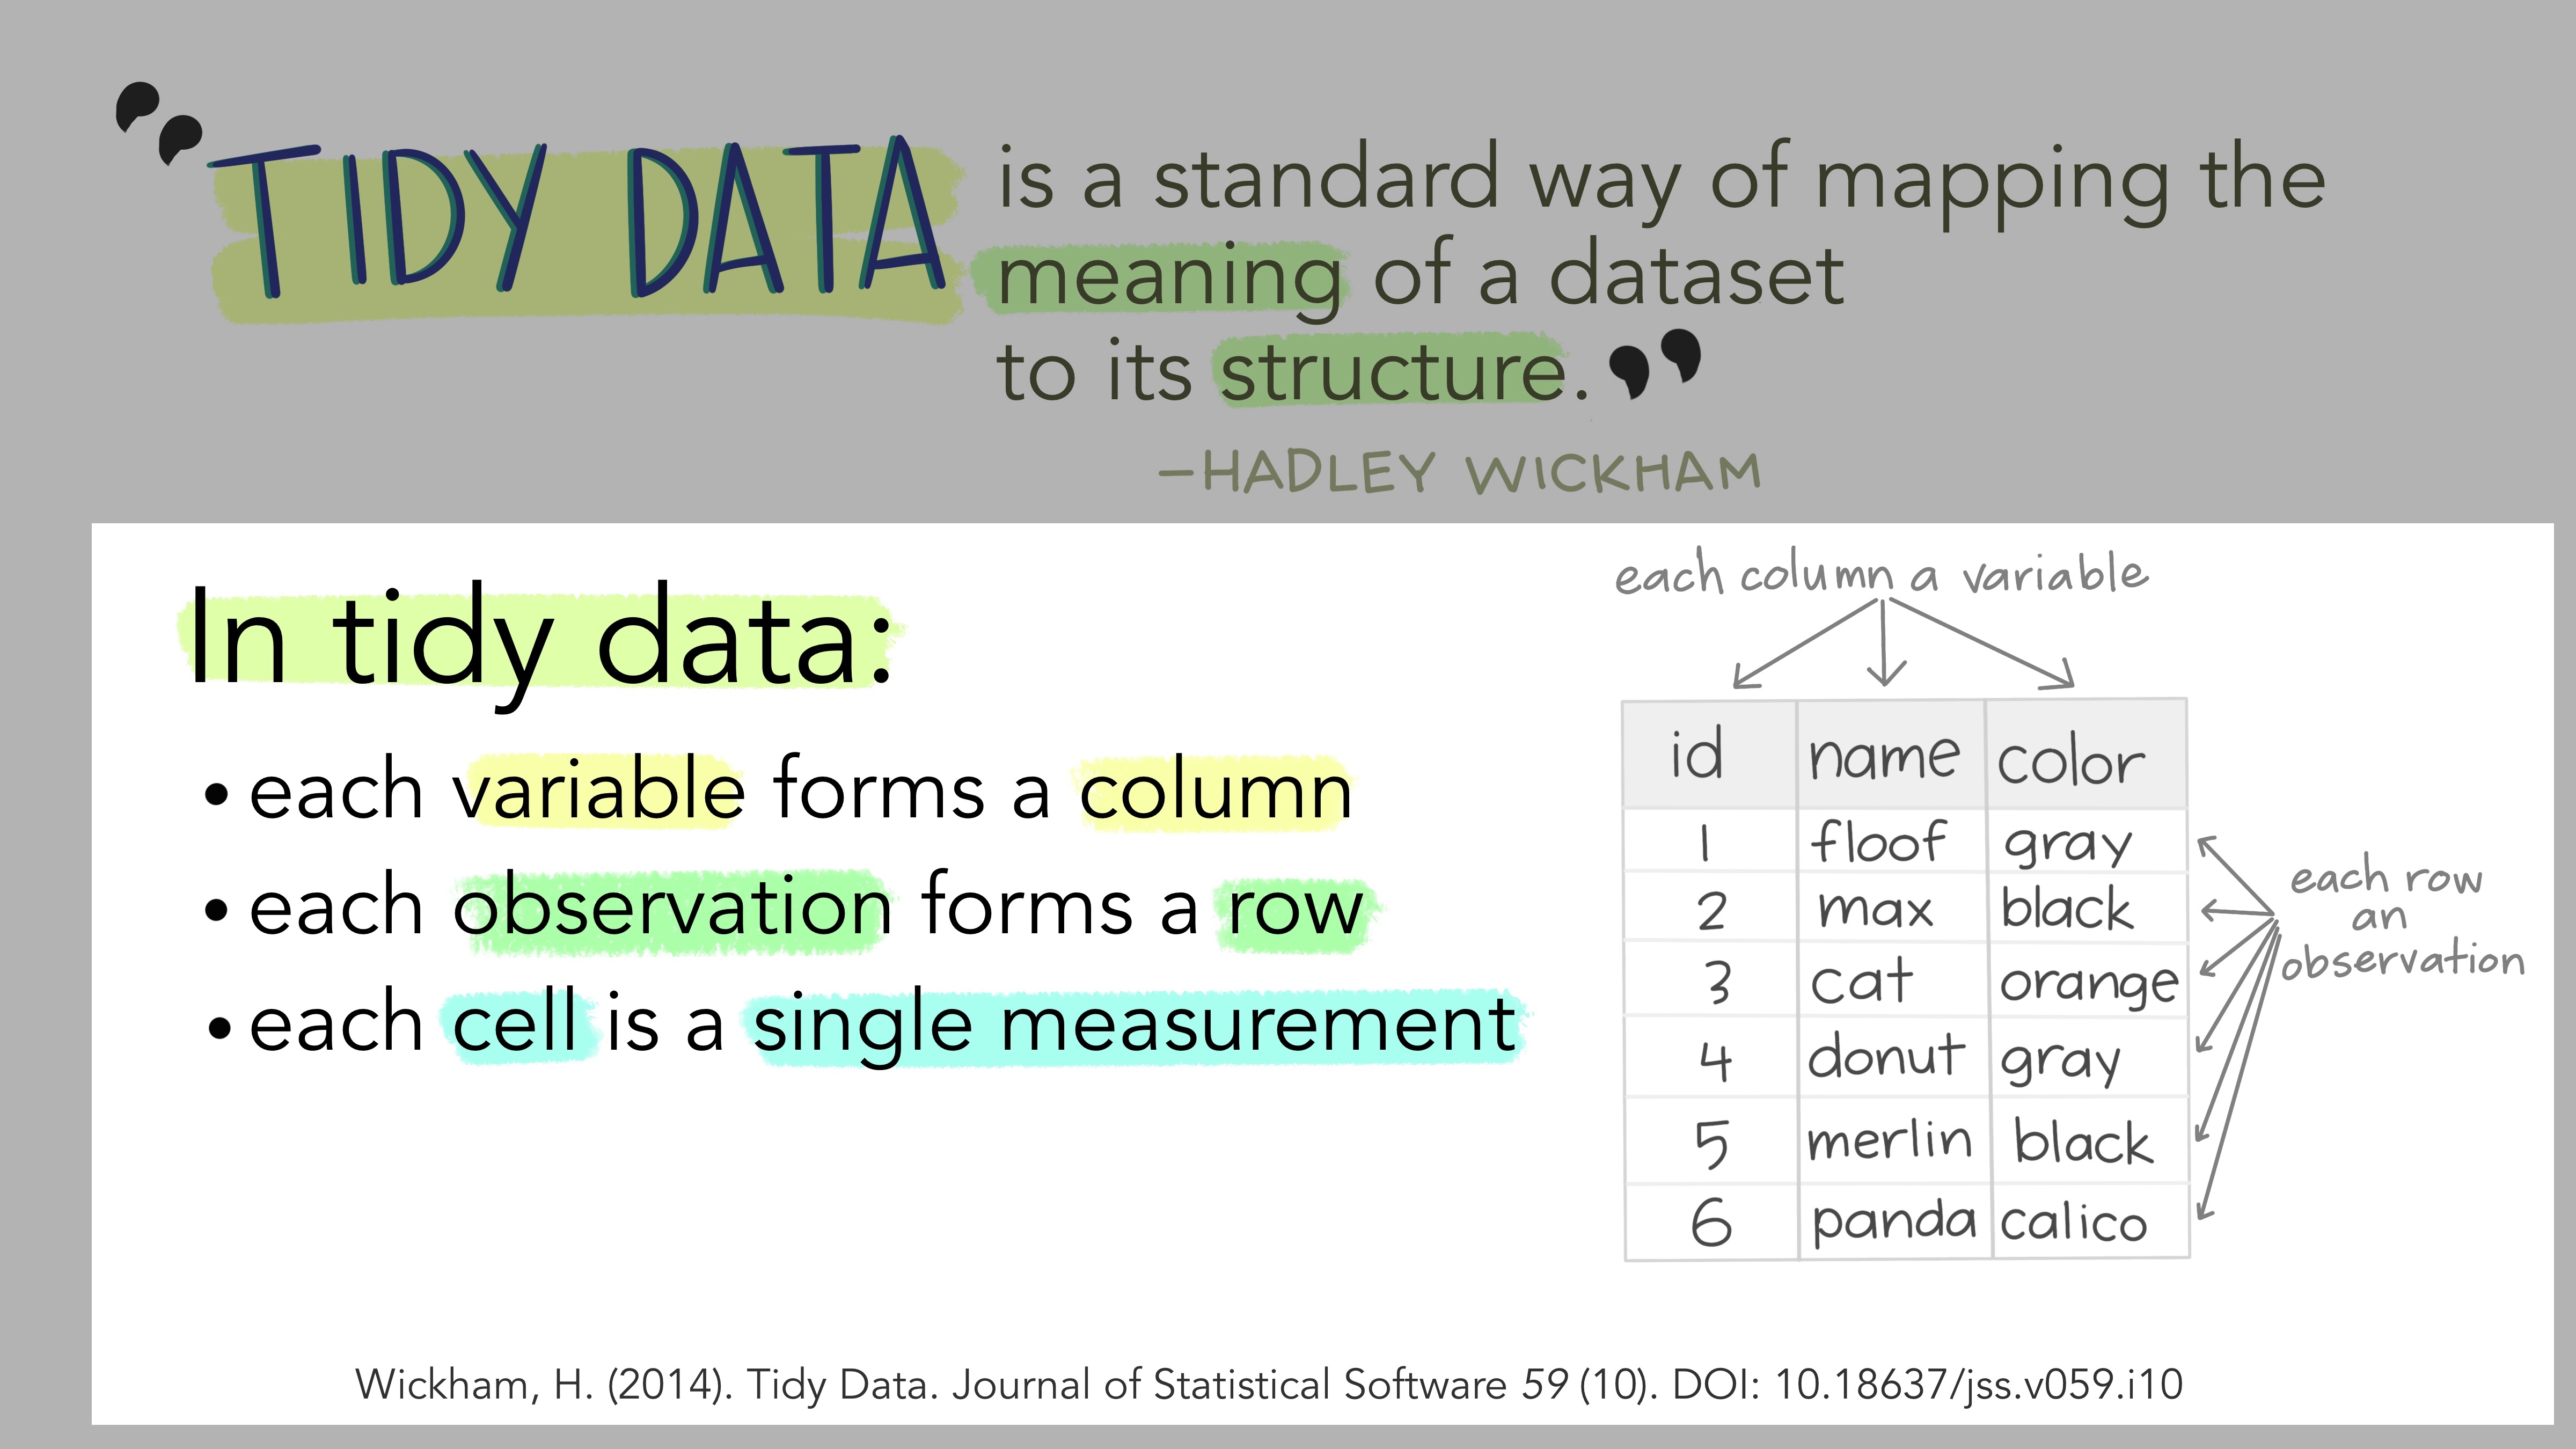 “TIDY DATA is a standard way of mapping the
meaning of a dataset
to its structure.”
—HADLEY WICKHAM
In tidy data:
• each variable forms a column
• each observation forms a row
• each cell is a single measurement
each column a variable
id name color
1 floof gray
2 max black
3 cat orange
4 donut gray
5 merlin black
6 panda calico
each row
an
observation
Wickham, H. (2014). Tidy Data. Journal of Statistical Software 59 (10). DOI: 10.18637/jss.v059.i10